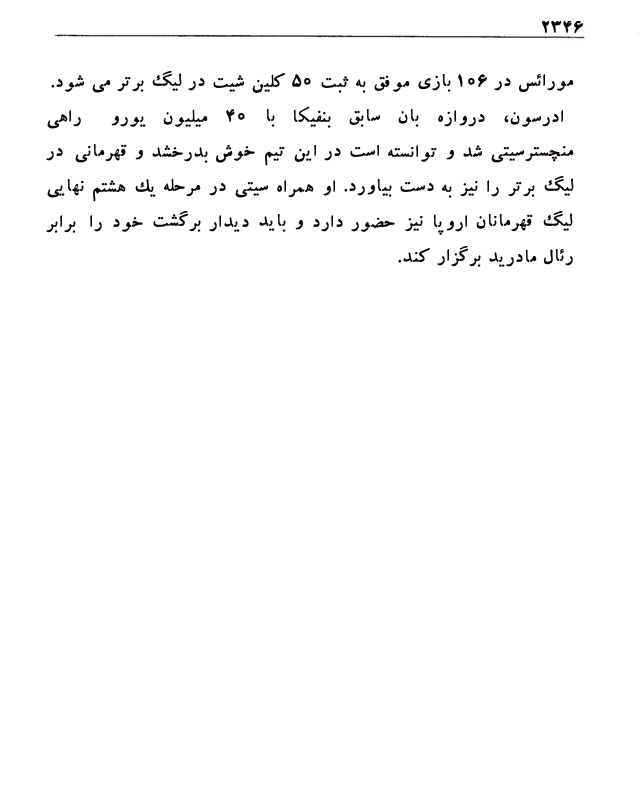 ۲۳۴۶
مورائس در ۱۰۶ بازی موفق به ثبت ۵۰ کلین شیت در لیگ برتر می شود.
ادرسون، دروازه بان سابق بنفیکا با ۴۰ میلیون یورو راهی
منچسترسیتی شد و توانسته است در این تیم خوش بدرخشد و قهرمانی در
لیگ برتر را نیز به دست بیاورد. او همراه سیتی در مرحله یك هشتم نهایی
لیگ قهرمانان اروپا نیز حضور دارد و باید دیدار برگشت خود را برابر
رئال مادرید برگزار کند.